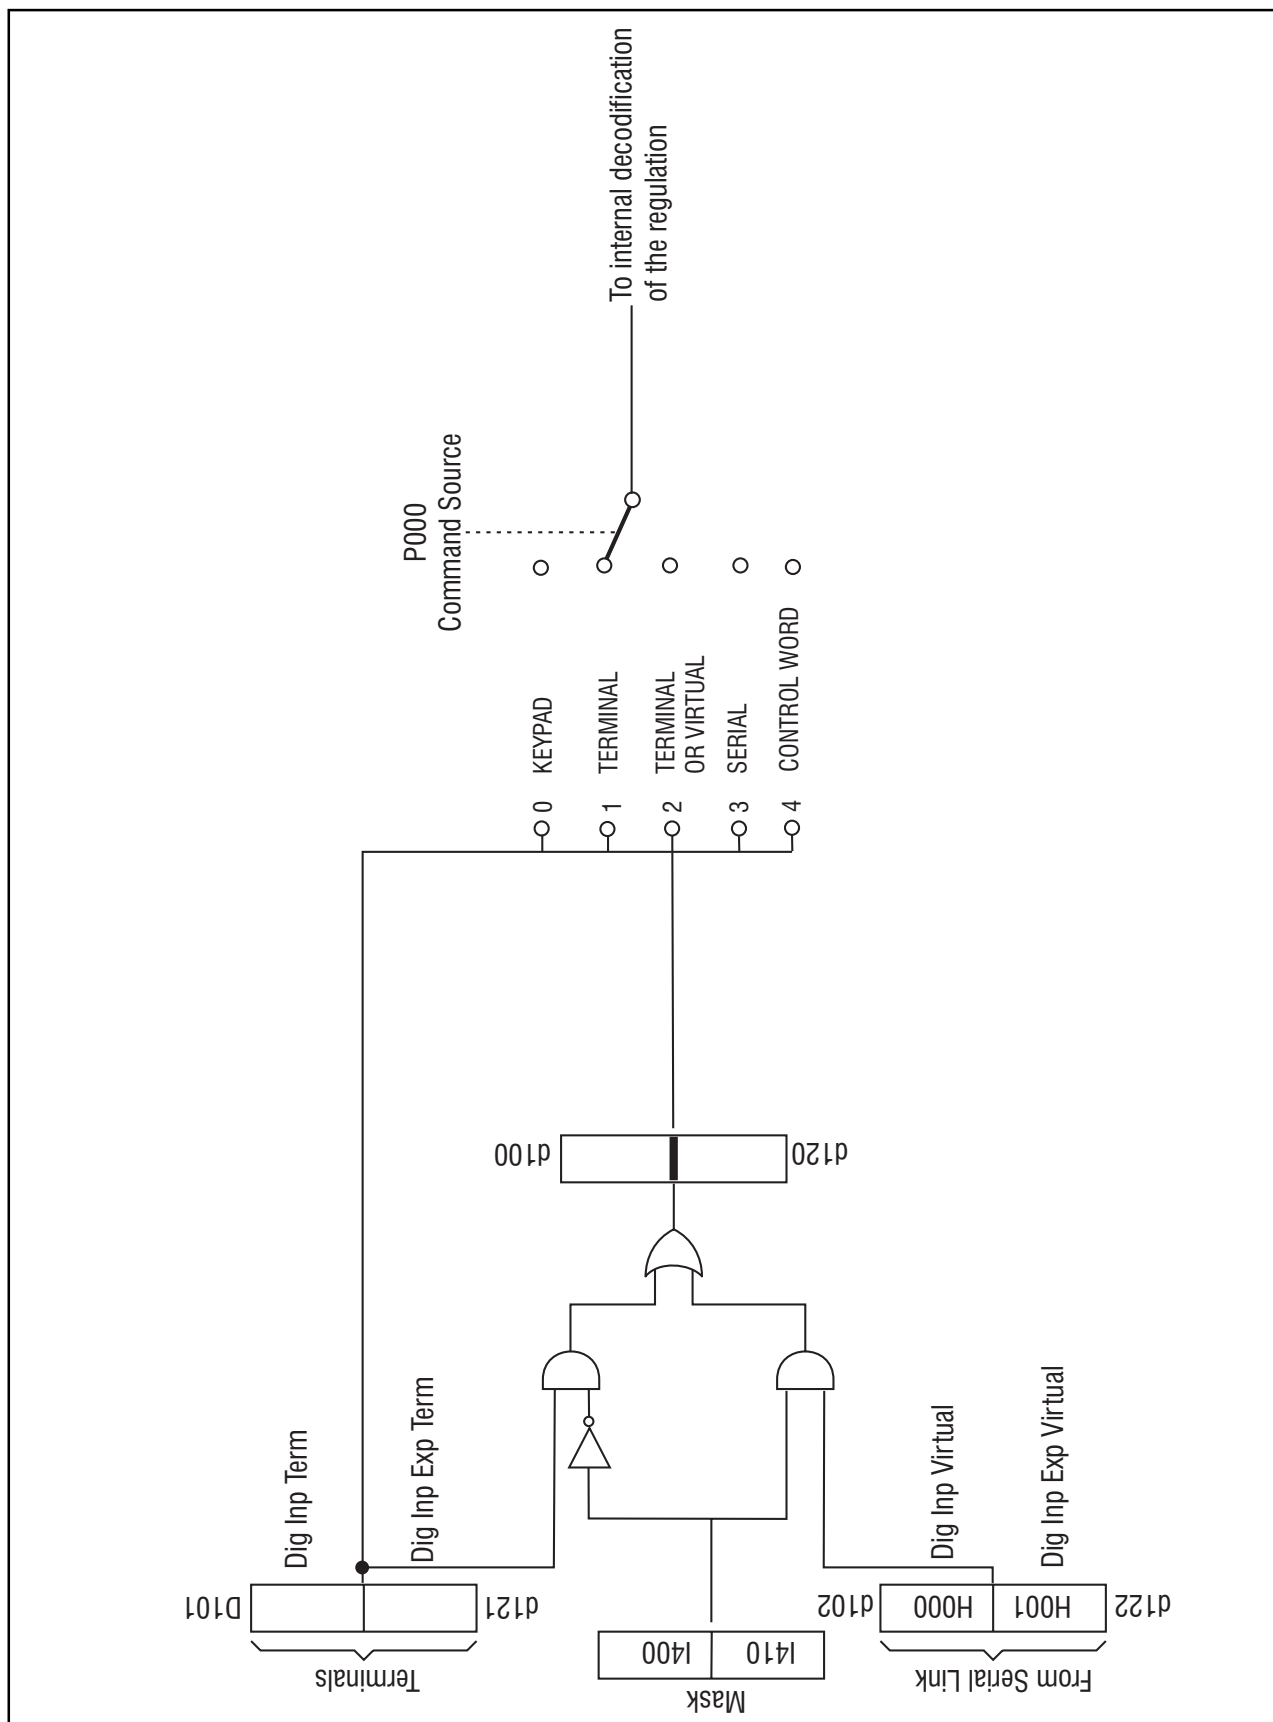 To internal decodification
of the regulation
P000
Command Source
0 KEYPAD
1 TERMINAL
2 TERMINAL
OR VIRTUAL
3 SERIAL
4 CONTROL WORD
d100
d120
Dig Inp Term
Dig Inp Exp Term
D101
d121
Terminals
I400
I410
Mask
Dig Inp Virtual
Dig Inp Exp Virtual
d102
H000
H001
d122
From Serial Link